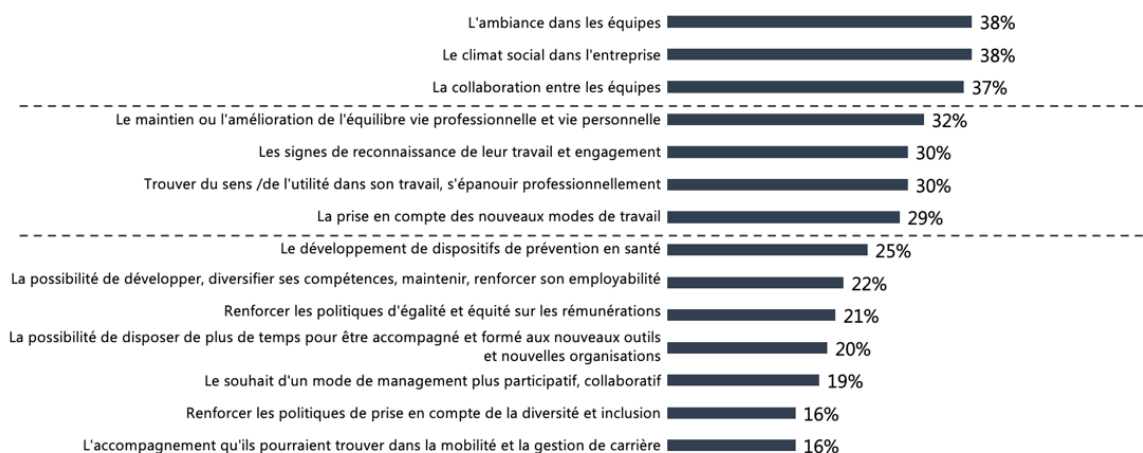 L'ambiance dans les équipes 38%
Le climat social dans l'entreprise 38%
La collaboration entre les équipes 37%
Le maintien ou l'amélioration de l'équilibre vie professionnelle et vie personnelle 32%
Les signes de reconnaissance de leur travail et engagement 30%
Trouver du sens /de l'utilité dans son travail, s'épanouir professionnellement 30%
La prise en compte des nouveaux modes de travail 29%
Le développement de dispositifs de prévention en santé 25%
La possibilité de développer, diversifier ses compétences, maintenir, renforcer son employabilité 22%
Renforcer les politiques d'égalité et équité sur les rémunérations 21%
La possibilité de disposer de plus de temps pour être accompagné et formé aux nouveaux outils
et nouvelles organisations 20%
Le souhait d'un mode de management plus participatif, collaboratif 19%
Renforcer les politiques de prise en compte de la diversité et inclusion 16%
L'accompagnement qu'ils pourraient trouver dans la mobilité et la gestion de carrière 16%